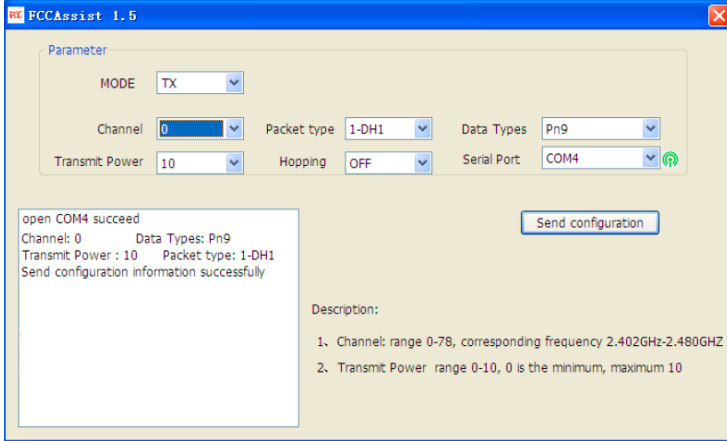 FCCAssist 1.5
Parameter
MODE TX
Channel 0 Packet type 1-DH1 Data Types Pn9
Transmit Power 10 Hopping OFF Serial Port COM4
open COM4 succeed
Channel: 0 Data Types: Pn9
Transmit Power : 10 Packet type: 1-DH1
Send configuration information successfully
Send configuration
Description:
1、Channel: range 0-78, corresponding frequency 2.402GHz-2.480GHZ
2、Transmit Power range 0-10, 0 is the minimum, maximum 10